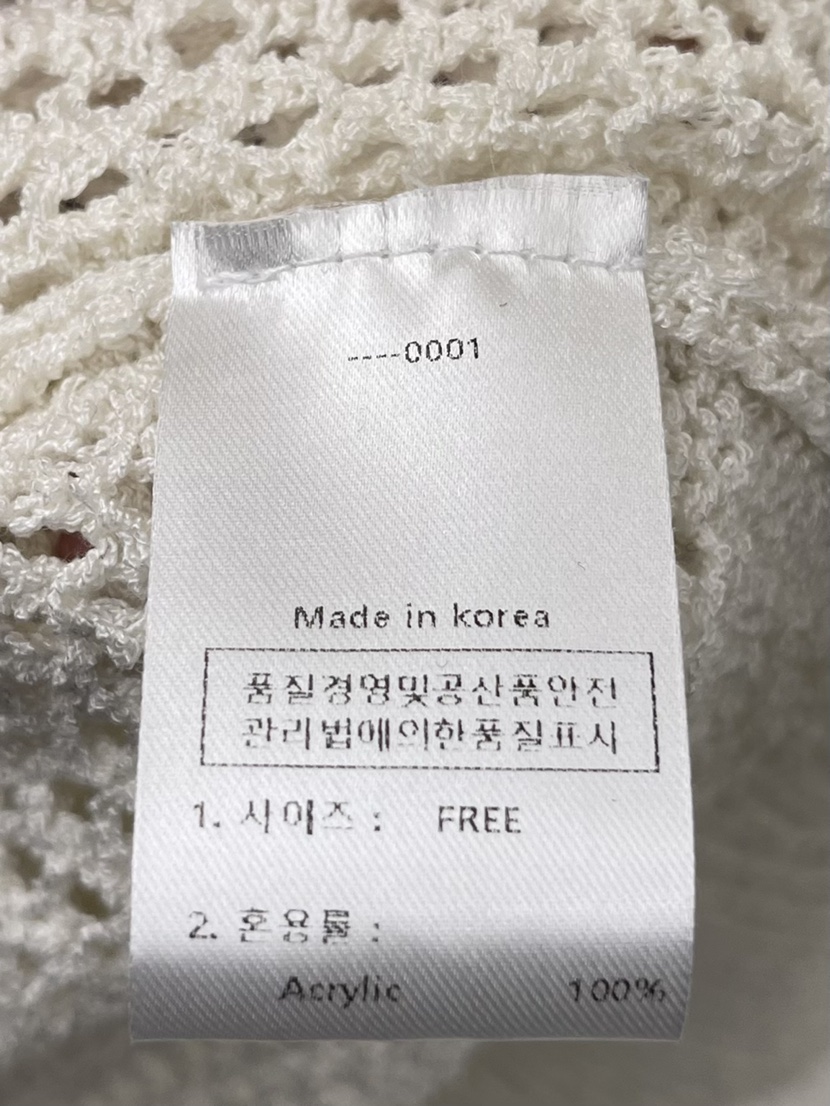 ----0001
Made in korea
품질경영및공산품안전
관리법에의한품질표시
1. 사이즈 : FREE
2. 혼용률 :
Acrylic 100%